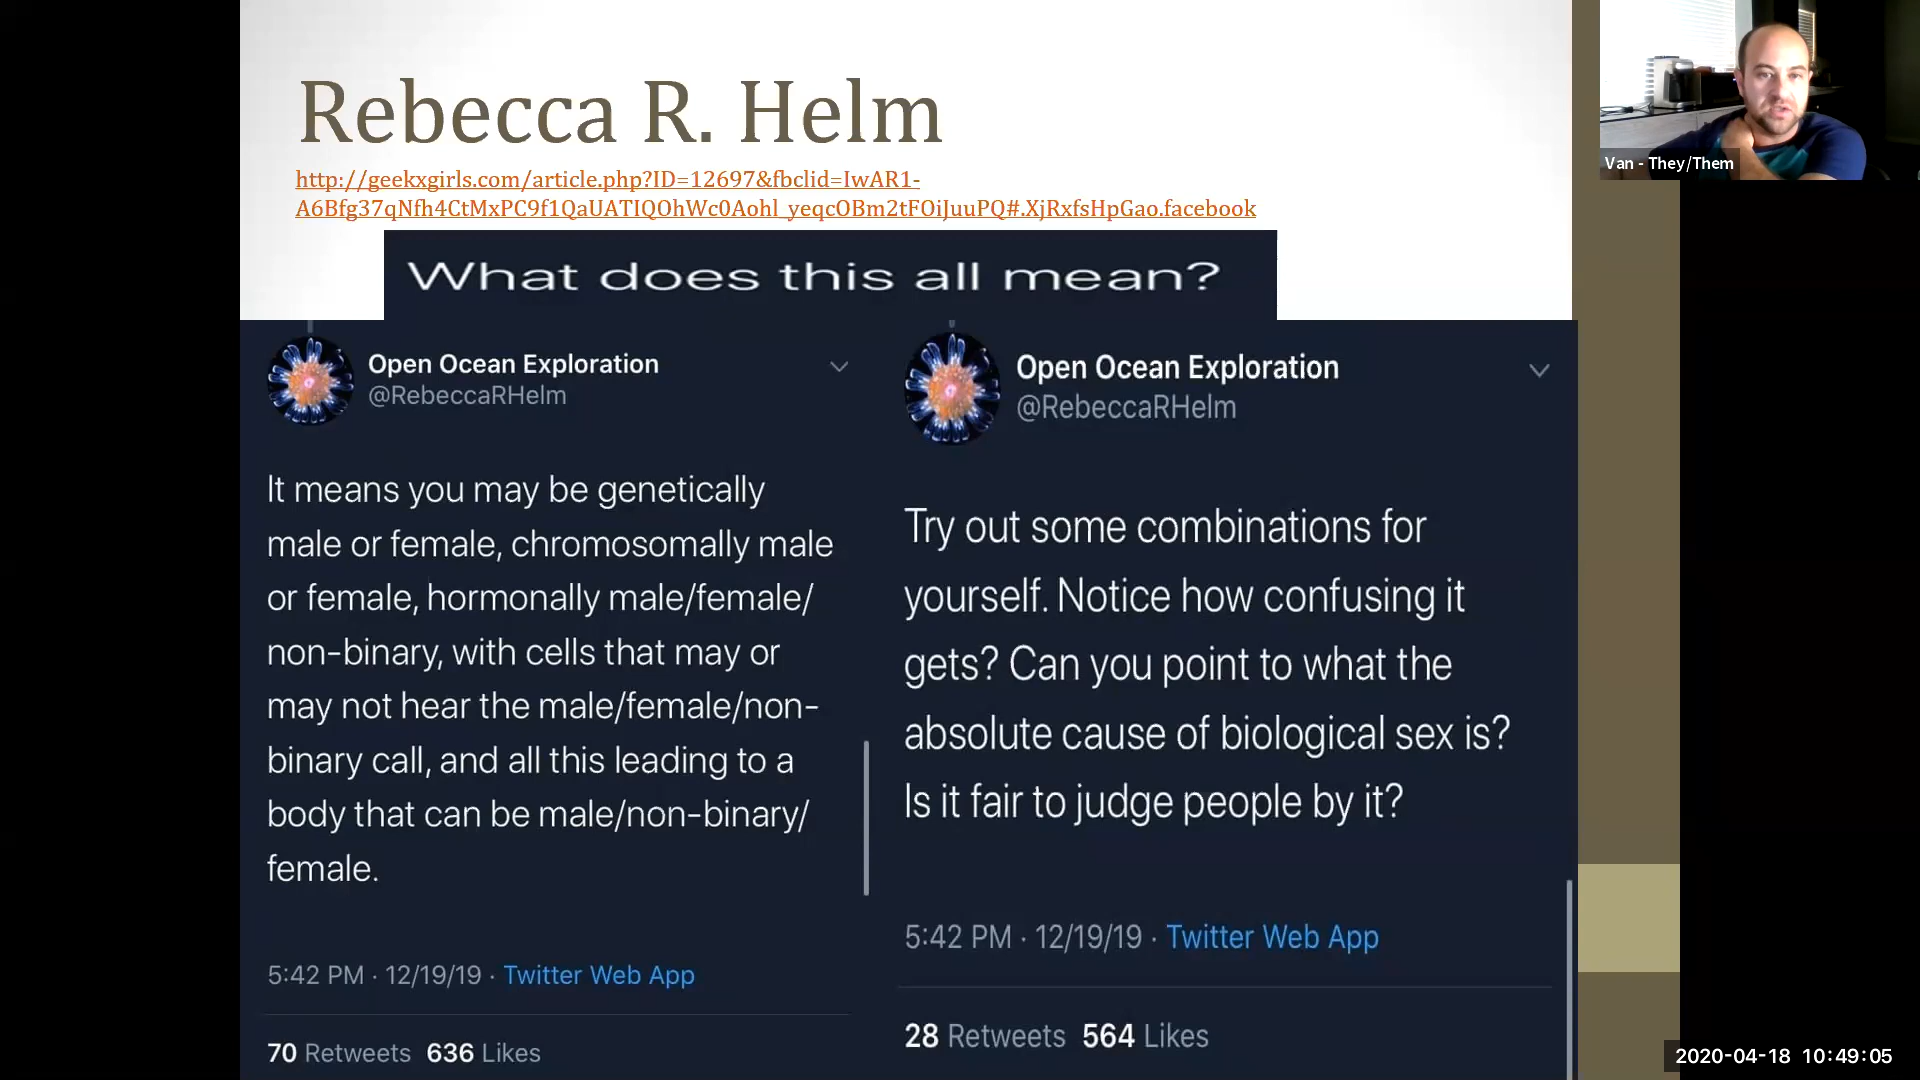 Rebecca R. Helm
http://geekxgirls.com/article.php?ID=12697&fbclid=IwAR1-
A6Bfg37qNfh4CtMxPC9f1QaUATIQOhWc0Aohl_yeqcOBm2tFOiJuuPQ#.XjRxfsHpGao.facebook
What does this all mean?
Open Ocean Exploration
@RebeccaRHelm
It means you may be genetically
male or female, chromosomally male
or female, hormonally male/female/
non-binary, with cells that may or
may not hear the male/female/non-
binary call, and all this leading to a
body that can be male/non-binary/
female.
5:42 PM · 12/19/19 · Twitter Web App
70 Retweets 636 Likes
Open Ocean Exploration
@RebeccaRHelm
Try out some combinations for
yourself. Notice how confusing it
gets? Can you point to what the
absolute cause of biological sex is?
Is it fair to judge people by it?
5:42 PM · 12/19/19 · Twitter Web App
28 Retweets 564 Likes
Van - They/Them
2020-04-18 10:49:05